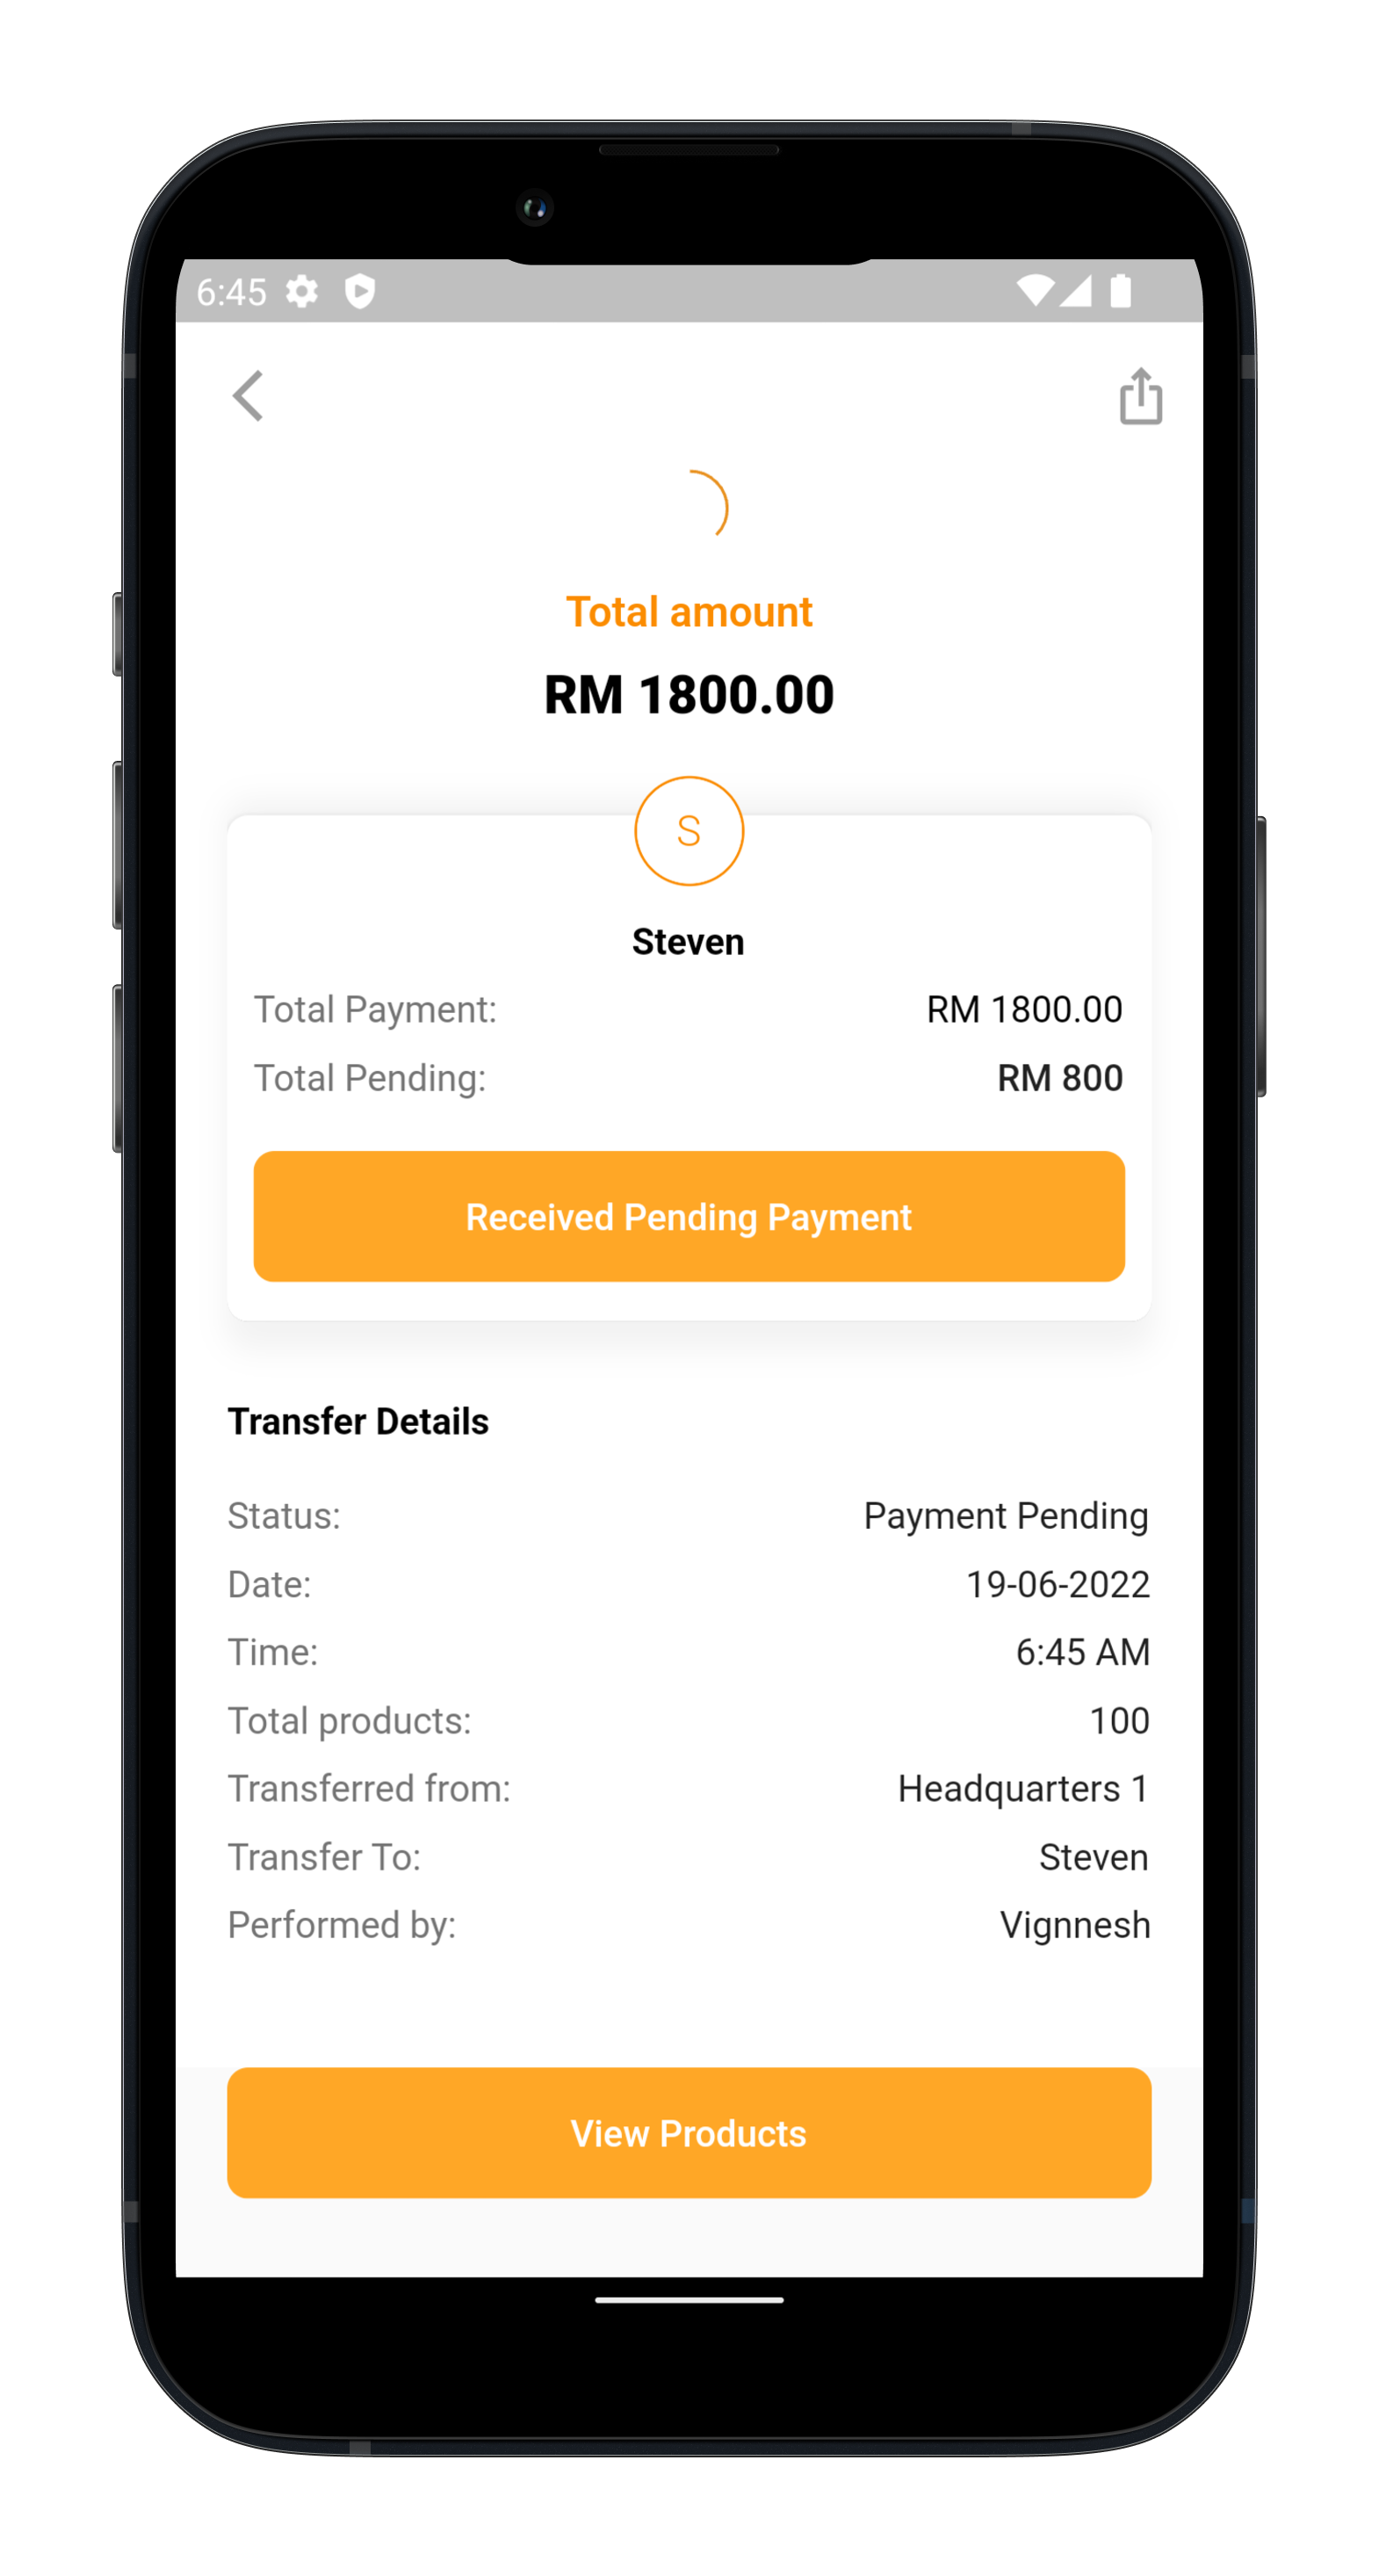 6:45
Total amount
RM 1800.00
S
Steven
Total Payment: RM 1800.00
Total Pending: RM 800
Received Pending Payment
Transfer Details
Status: Payment Pending
Date: 19-06-2022
Time: 6:45 AM
Total products: 100
Transferred from: Headquarters 1
Transfer To: Steven
Performed by: Vignnesh
View Products